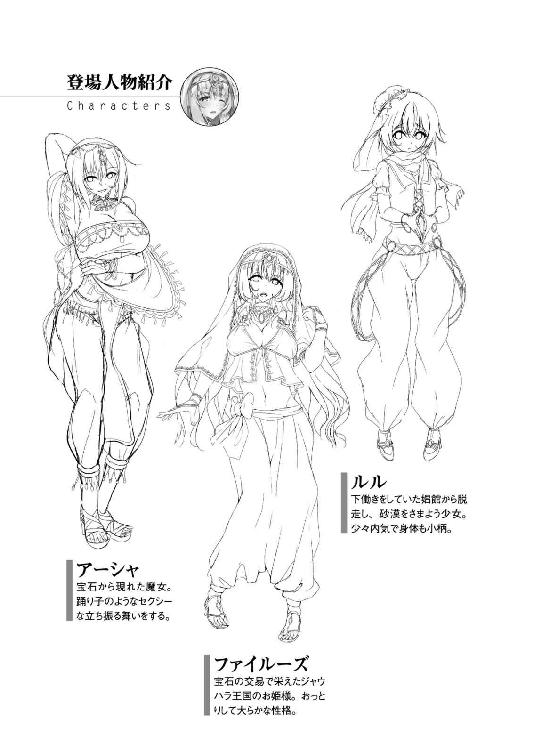 登場人物紹介
Characters
ルル
下働きをしていた娼館から脱
走し、砂漠をさまよう少女。
少々内気で身体も小柄。
アーシャ
宝石から現れた魔女。
踊り子のようなセクシー
な立ち振る舞いをする。
ファイルーズ
宝石の交易で栄えたジャウ
ハラ王国のお姫様。おっと
りして大らかな性格。